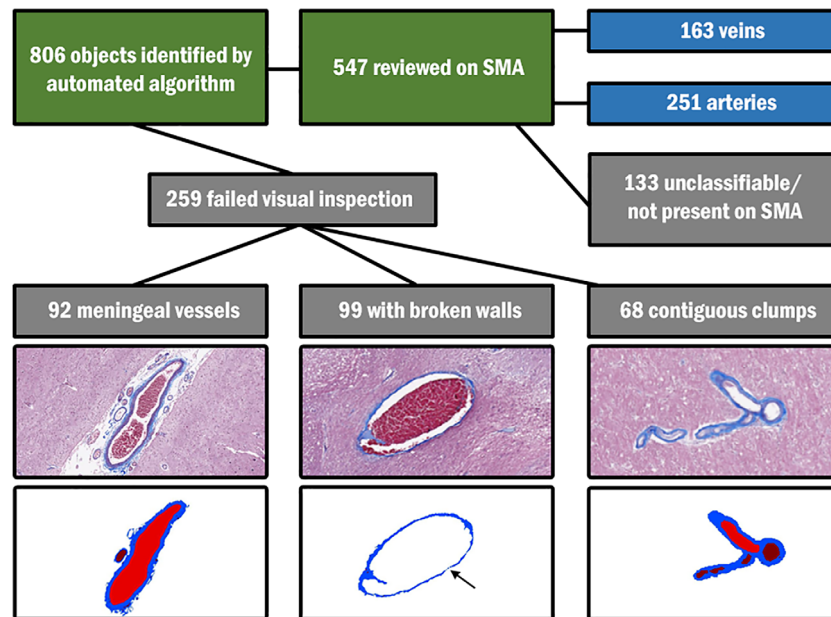 806 objects identified by
automated algorithm
547 reviewed on SMA
163 veins
251 arteries
133 unclassifiable/
not present on SMA
259 failed visual inspection
92 meningeal vessels
99 with broken walls
68 contiguous clumps